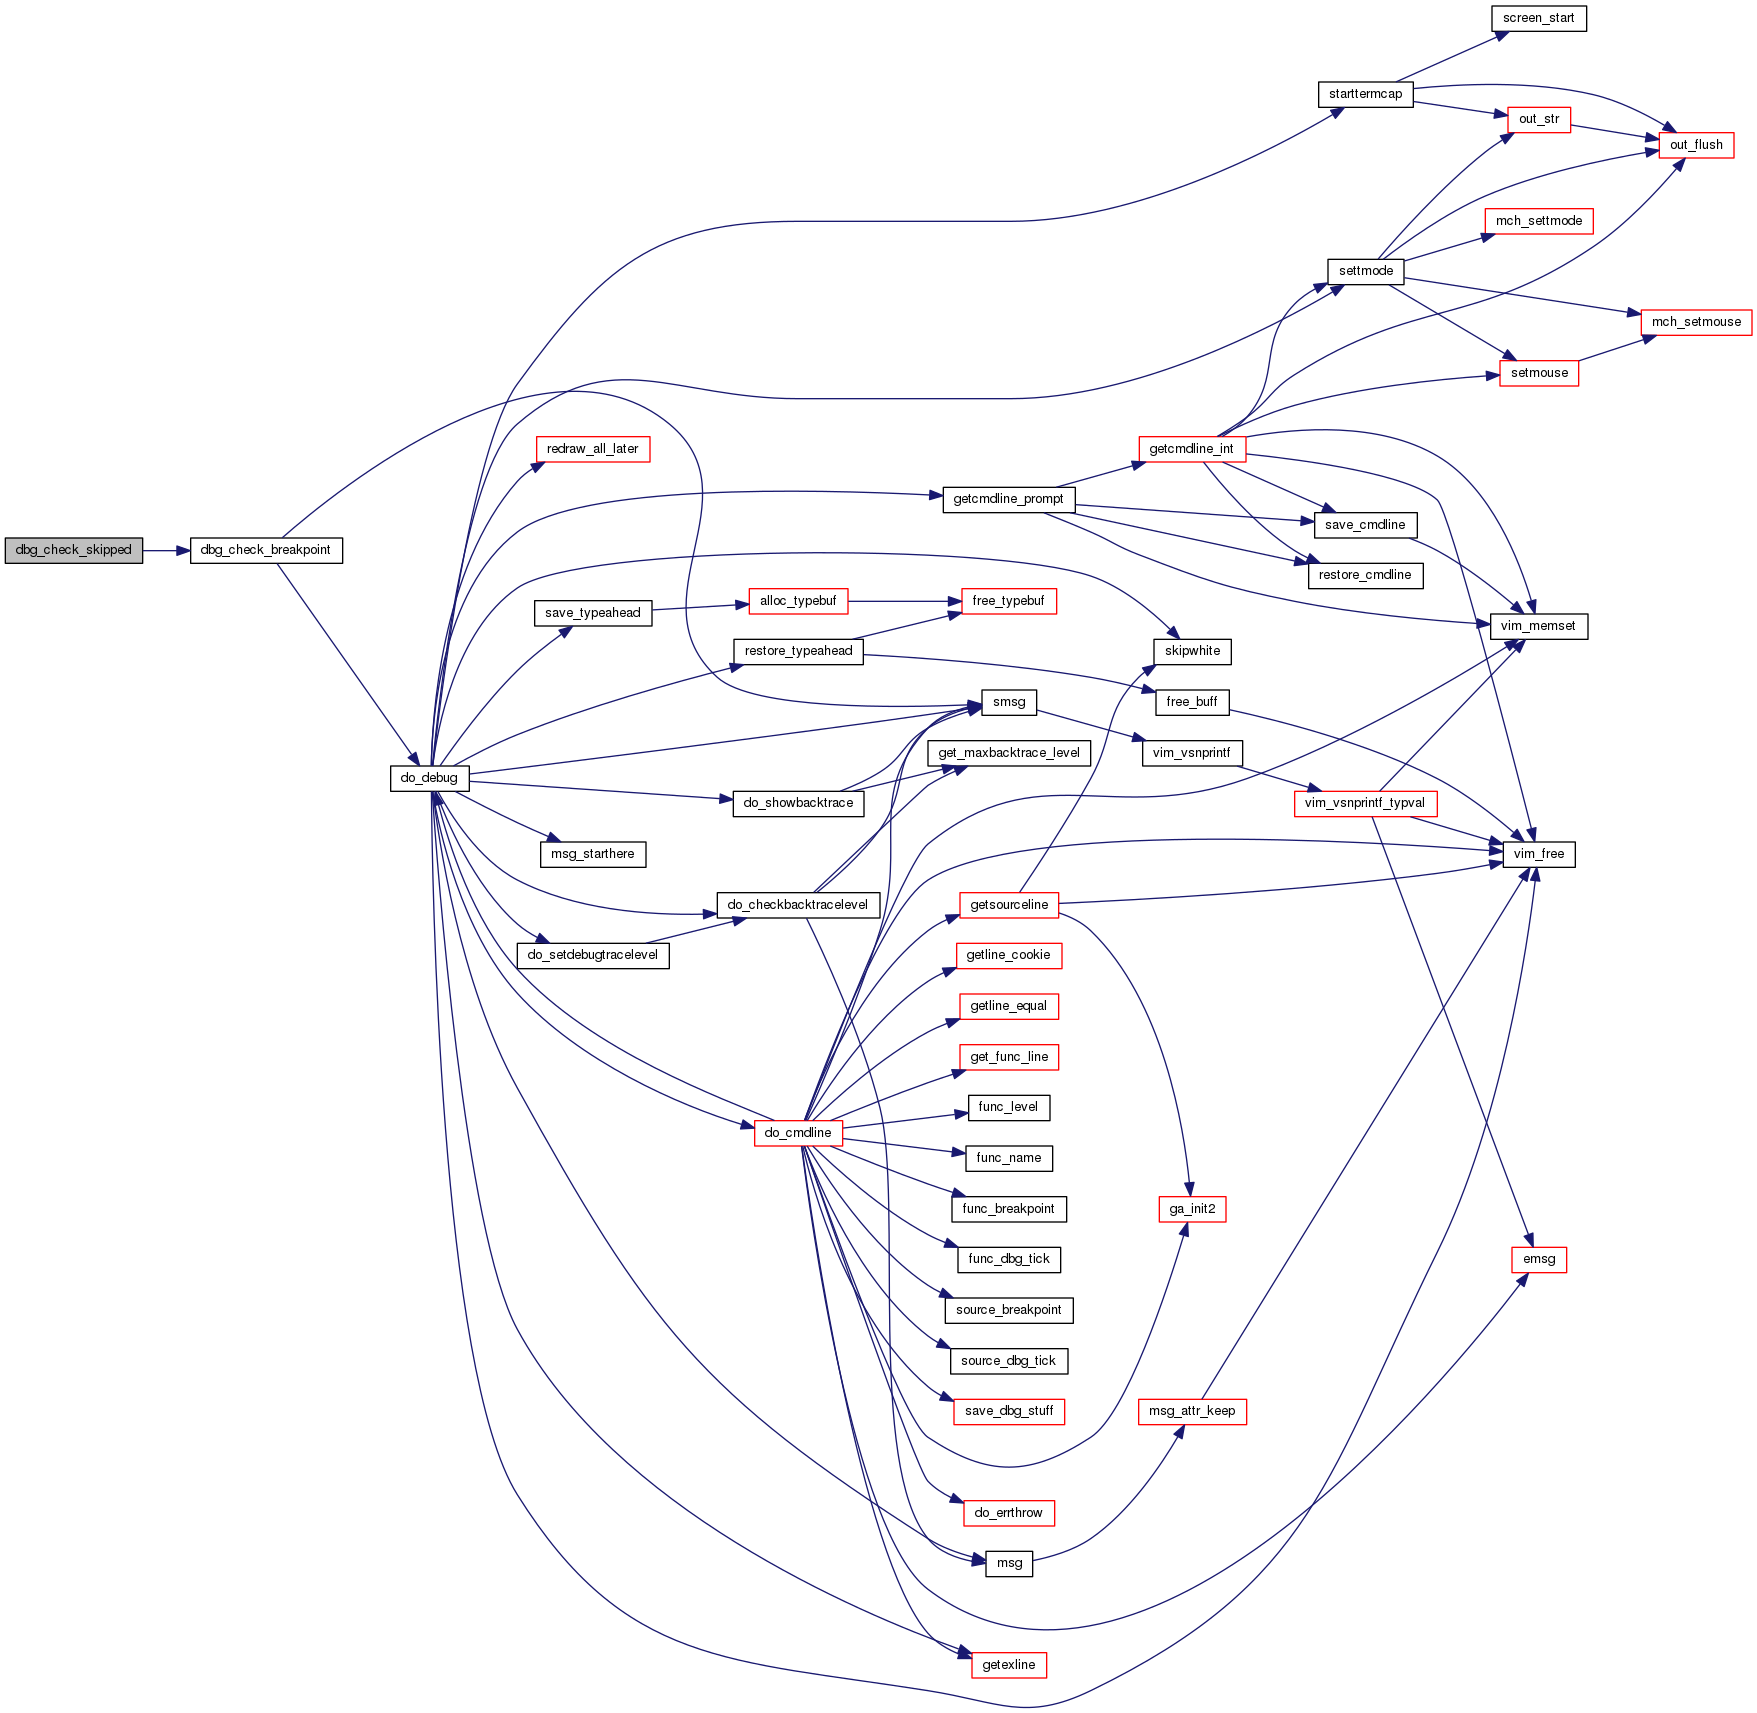 screen_start
starttermcap
out_str
out_flush
mch_settmode
settmode
mch_setmouse
setmouse
redraw_all_later
getcmdline_int
getcmdline_prompt
save_cmdline
dbg_check_skipped
dbg_check_breakpoint
restore_cmdline
save_typeahead
alloc_typebuf
free_typebuf
vim_memset
restore_typeahead
skipwhite
smsg
free_buff
get_maxbacktrace_level
vim_vsnprintf
do_debug
do_showbacktrace
vim_vsnprintf_typval
msg_starthere
vim_free
do_checkbacktracelevel
getsourceline
do_setdebugtracelevel
getline_cookie
getline_equal
get_func_line
func_level
do_cmdline
func_name
func_breakpoint
ga_init2
func_dbg_tick
emsg
source_breakpoint
source_dbg_tick
save_dbg_stuff
msg_attr_keep
do_errthrow
msg
getexline